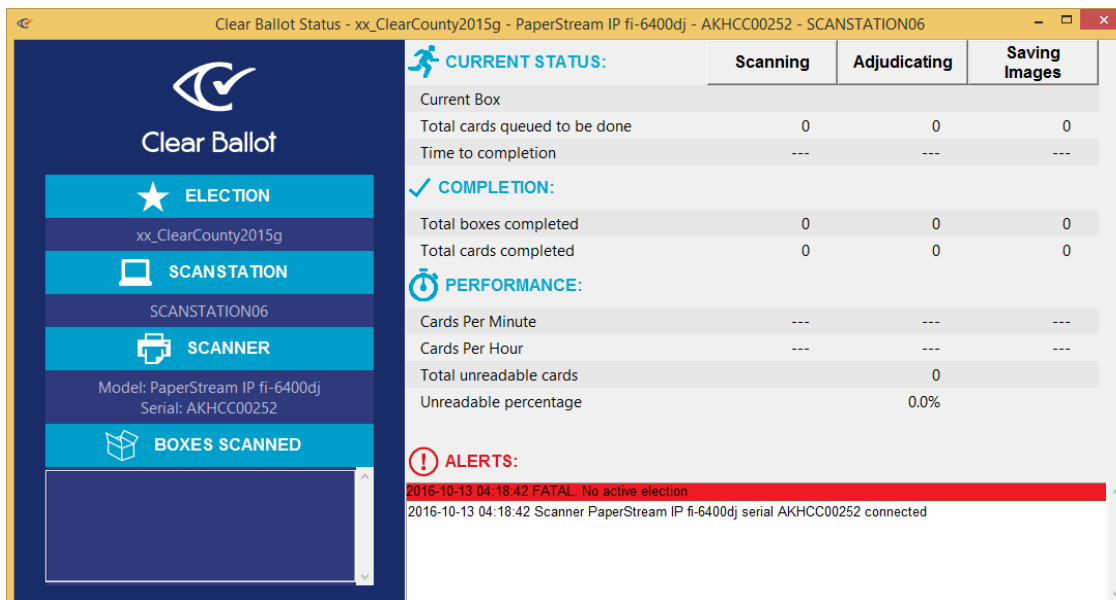 Clear Ballot Status - xx_ClearCounty2015g - PaperStream IP fi-6400dj - AKHCC00252 - SCANSTATION06
Clear Ballot
ELECTION
xx_ClearCounty2015g
SCANSTATION
SCANSTATION06
SCANNER
Model: PaperStream IP fi-6400dj
Serial: AKHCC00252
BOXES SCANNED
CURRENT STATUS: Scanning Adjudicating Saving Images
Current Box
Total cards queued to be done 0 0 0
Time to completion --- --- ---
COMPLETION:
Total boxes completed 0 0 0
Total cards completed 0 0 0
PERFORMANCE:
Cards Per Minute --- --- ---
Cards Per Hour --- --- ---
Total unreadable cards 0
Unreadable percentage 0.0%
ALERTS:
2016-10-13 04:18:42 FATAL. No active election
2016-10-13 04:18:42 Scanner PaperStream IP fi-6400dj serial AKHCC00252 connected